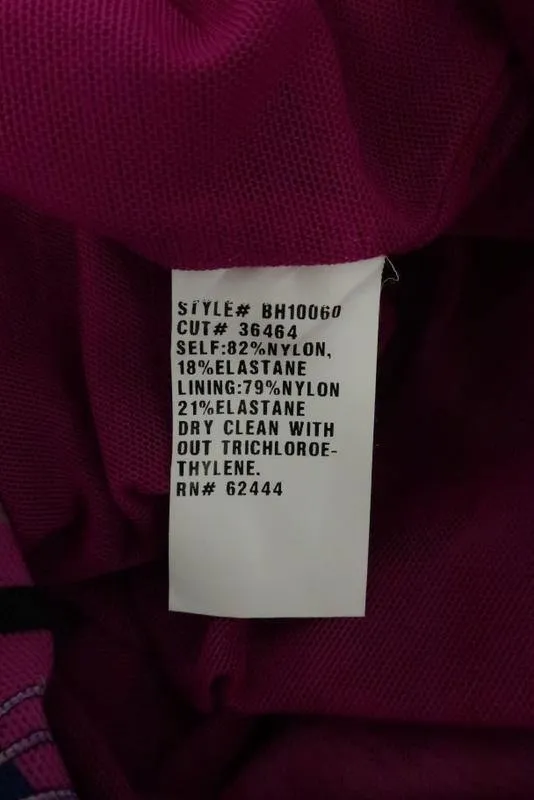 STYLE# BH10060
CUT# 36464
SELF:82%NYLON,
18%ELASTANE
LINING:79%NYLON
21%ELASTANE
DRY CLEAN WITH
OUT TRICHLOROE-
THYLENE.
RN# 62444